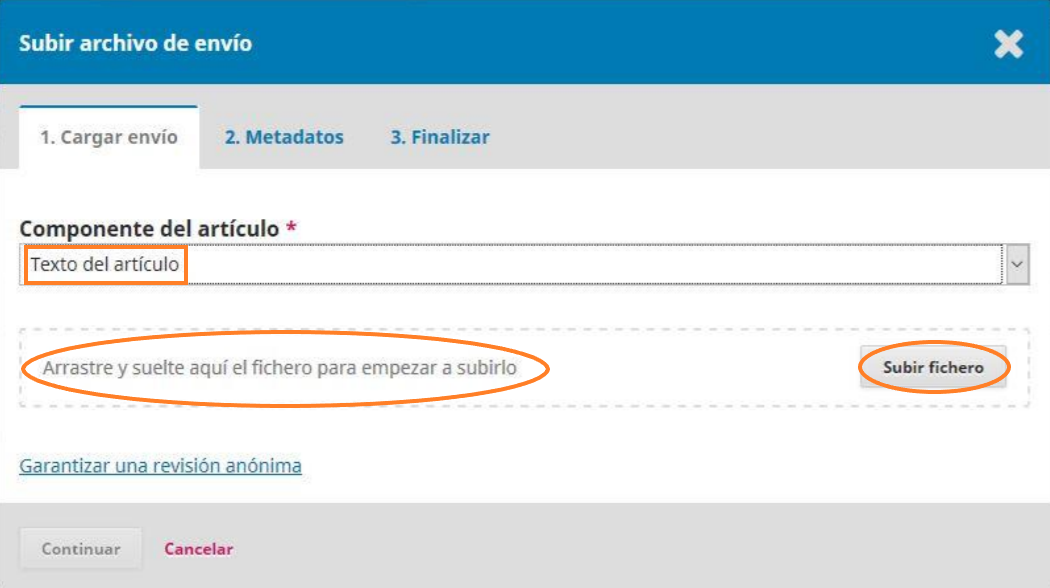 Subir archivo de envío
1. Cargar envío 2. Metadatos 3. Finalizar
Componente del artículo *
Texto del artículo
Arrastre y suelte aquí el fichero para empezar a subirlo Subir fichero
Garantizar una revisión anónima
Continuar Cancelar